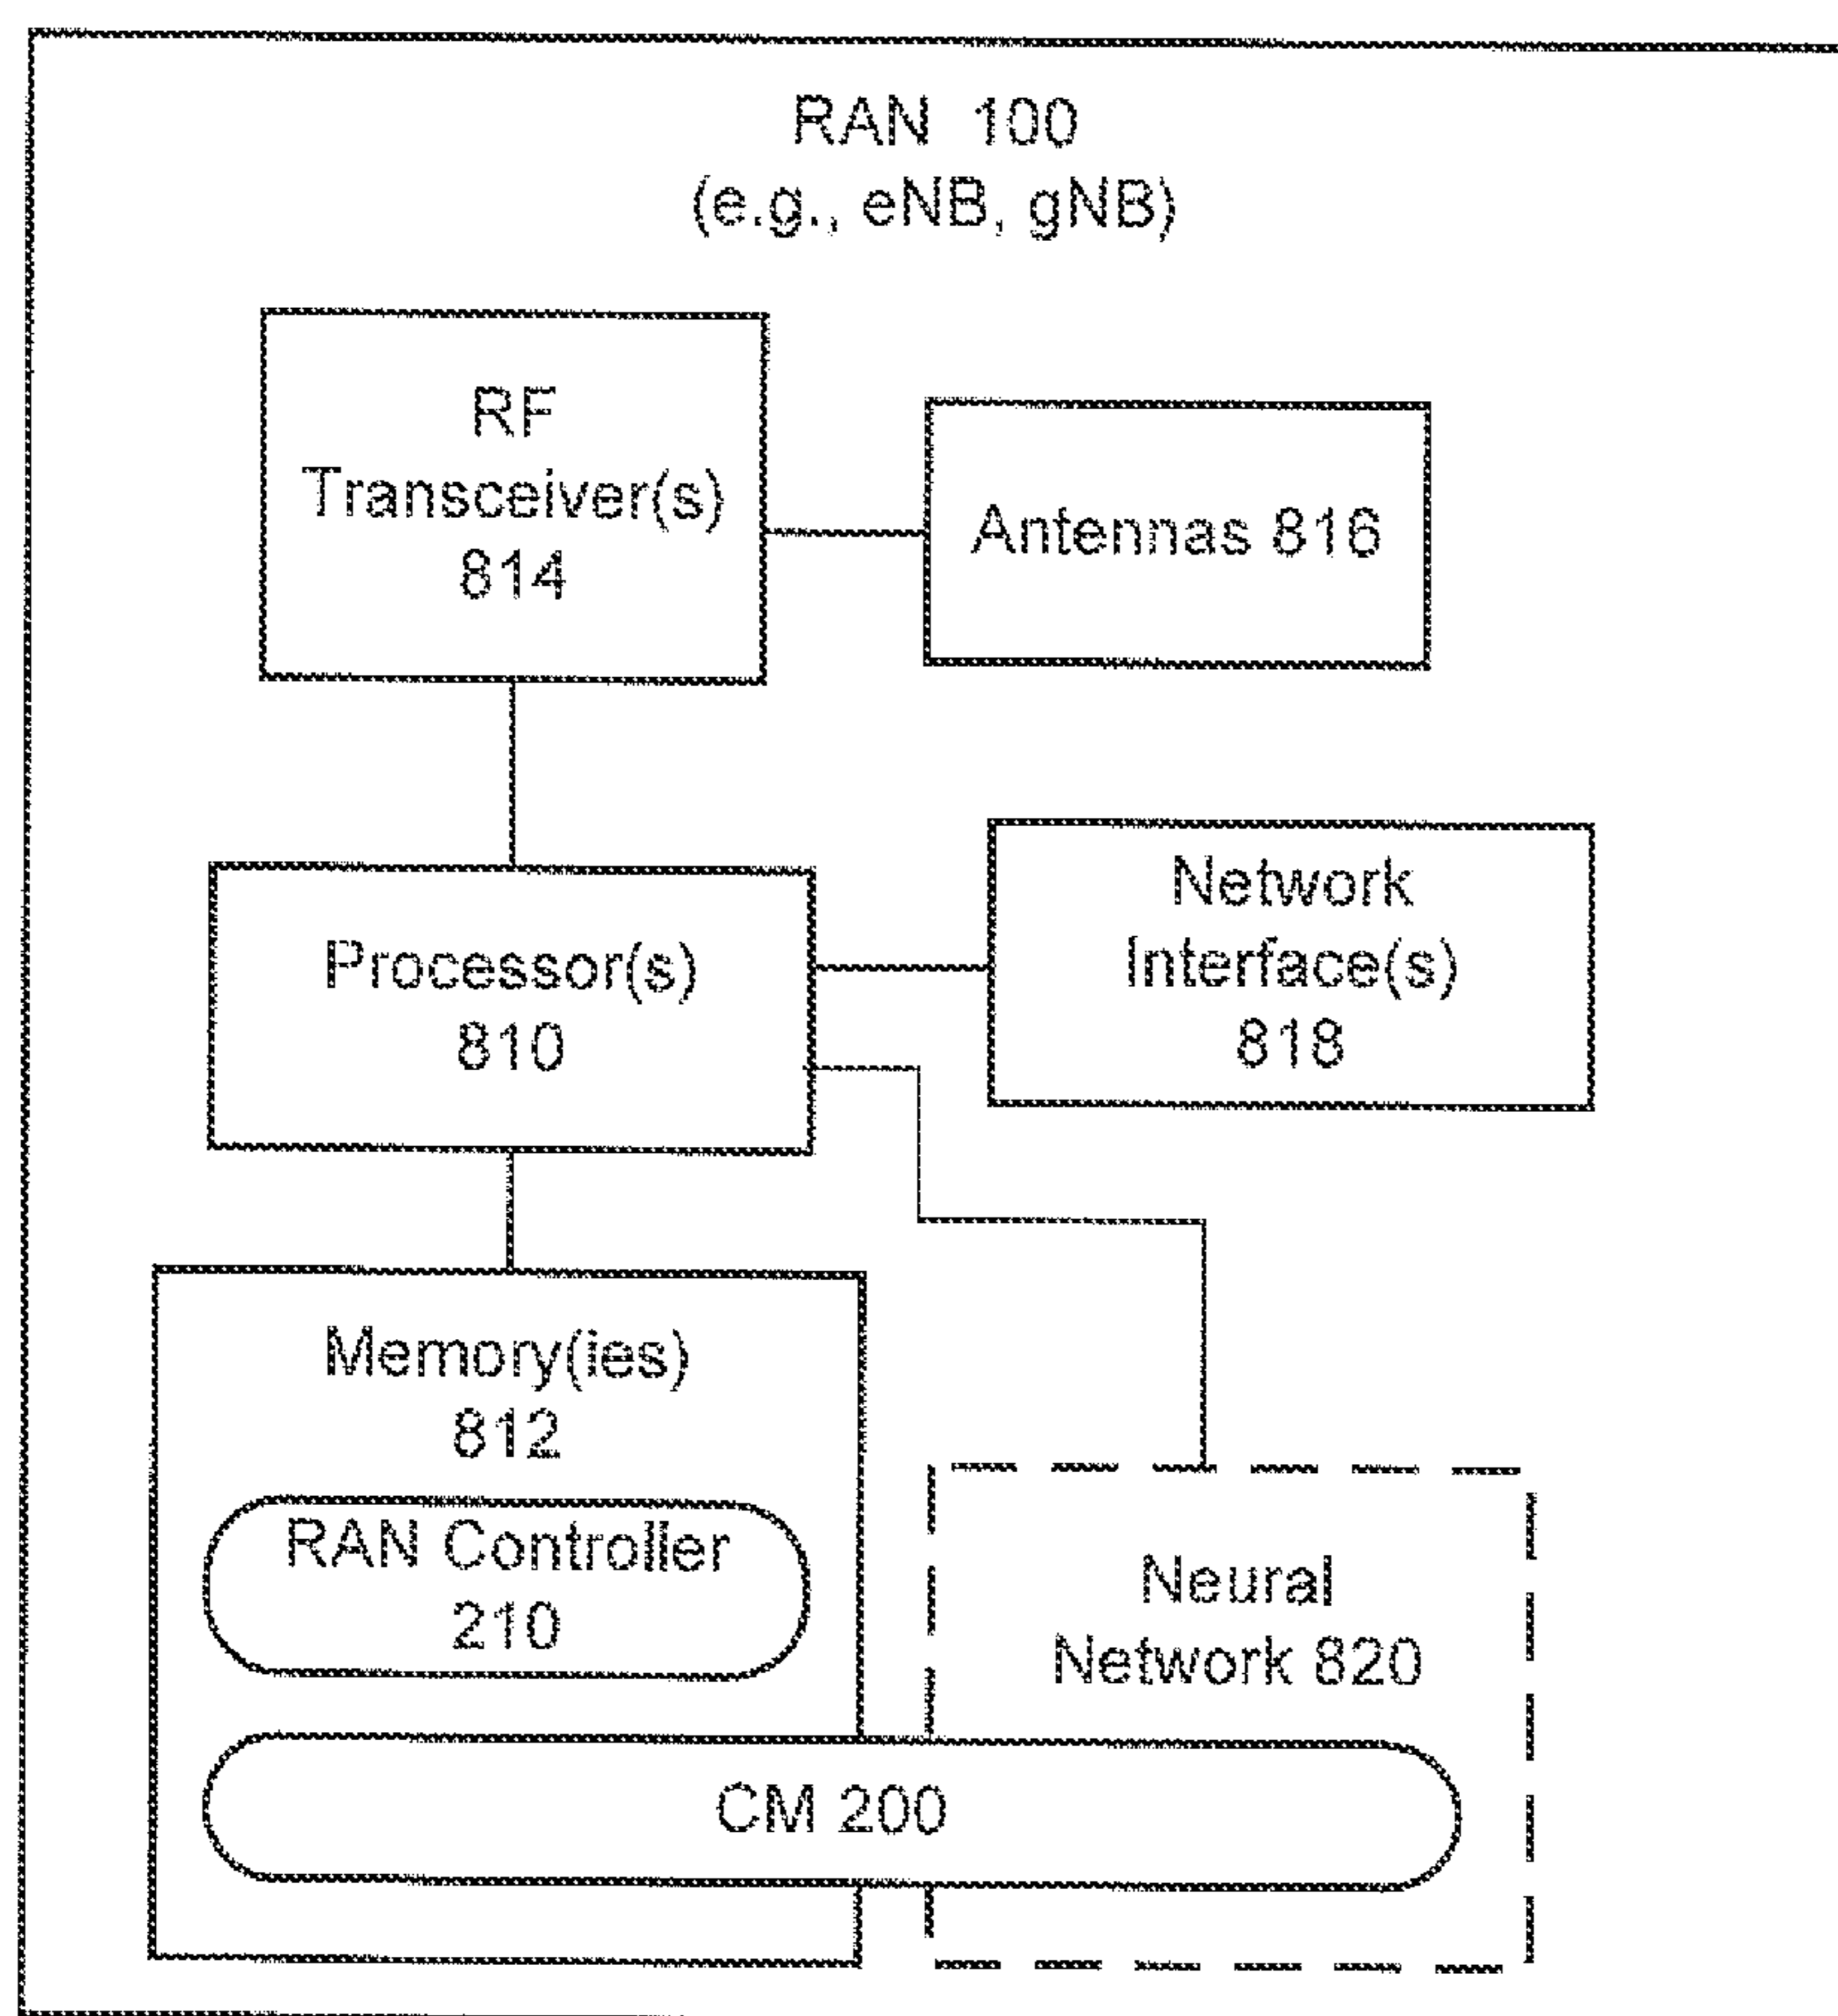 RAN 100
(e.g., eNB, gNB)
RF
Transceiver(s)
814
Antennas 816
Processor(s)
810
Network
Interface(s)
818
Memory(ies)
812
RAN Controller
210
Neural
Network 820
CM 200